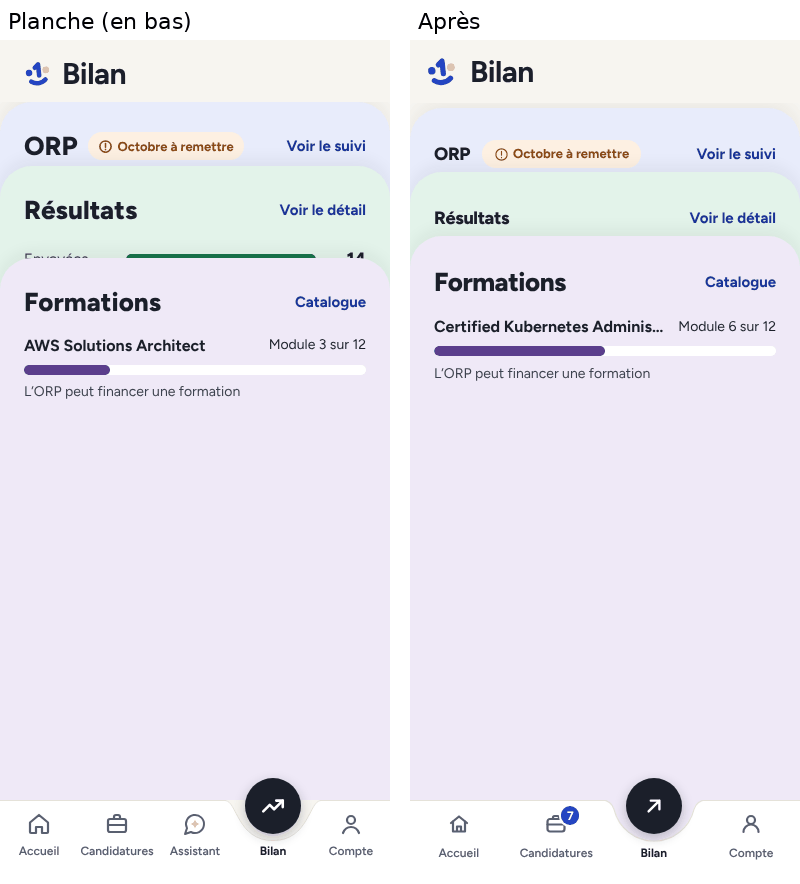 Planche (en bas)
Bilan
ORP
Octobre à remettre
Voir le suivi
Résultats
Voir le détail
Envoyées
14
Formations
Catalogue
AWS Solutions Architect
Module 3 sur 12
L'ORP peut financer une formation
Accueil
Candidatures
Assistant
Bilan
Compte
Après
Bilan
ORP
Octobre à remettre
Voir le suivi
Résultats
Voir le détail
Formations
Catalogue
Certified Kubernetes Adminis...
Module 6 sur 12
L'ORP peut financer une formation
7
Accueil
Candidatures
Bilan
Compte